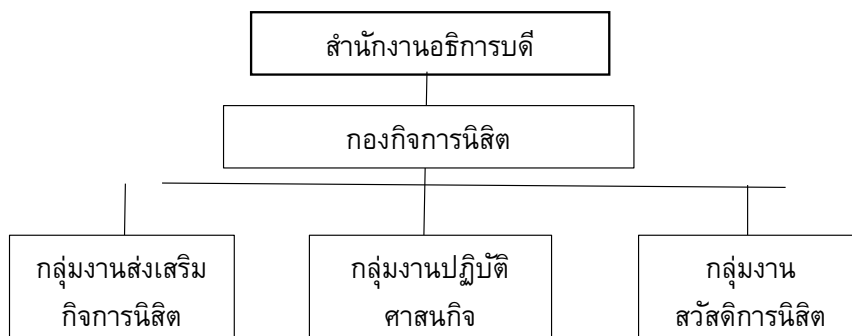 สำนักงานอธิการบดี
กองกิจการนิสิต
กลุ่มงานส่งเสริม
กิจการนิสิต
กลุ่มงานปฏิบัติ
ศาสนกิจ
กลุ่มงาน
สวัสดิการนิสิต